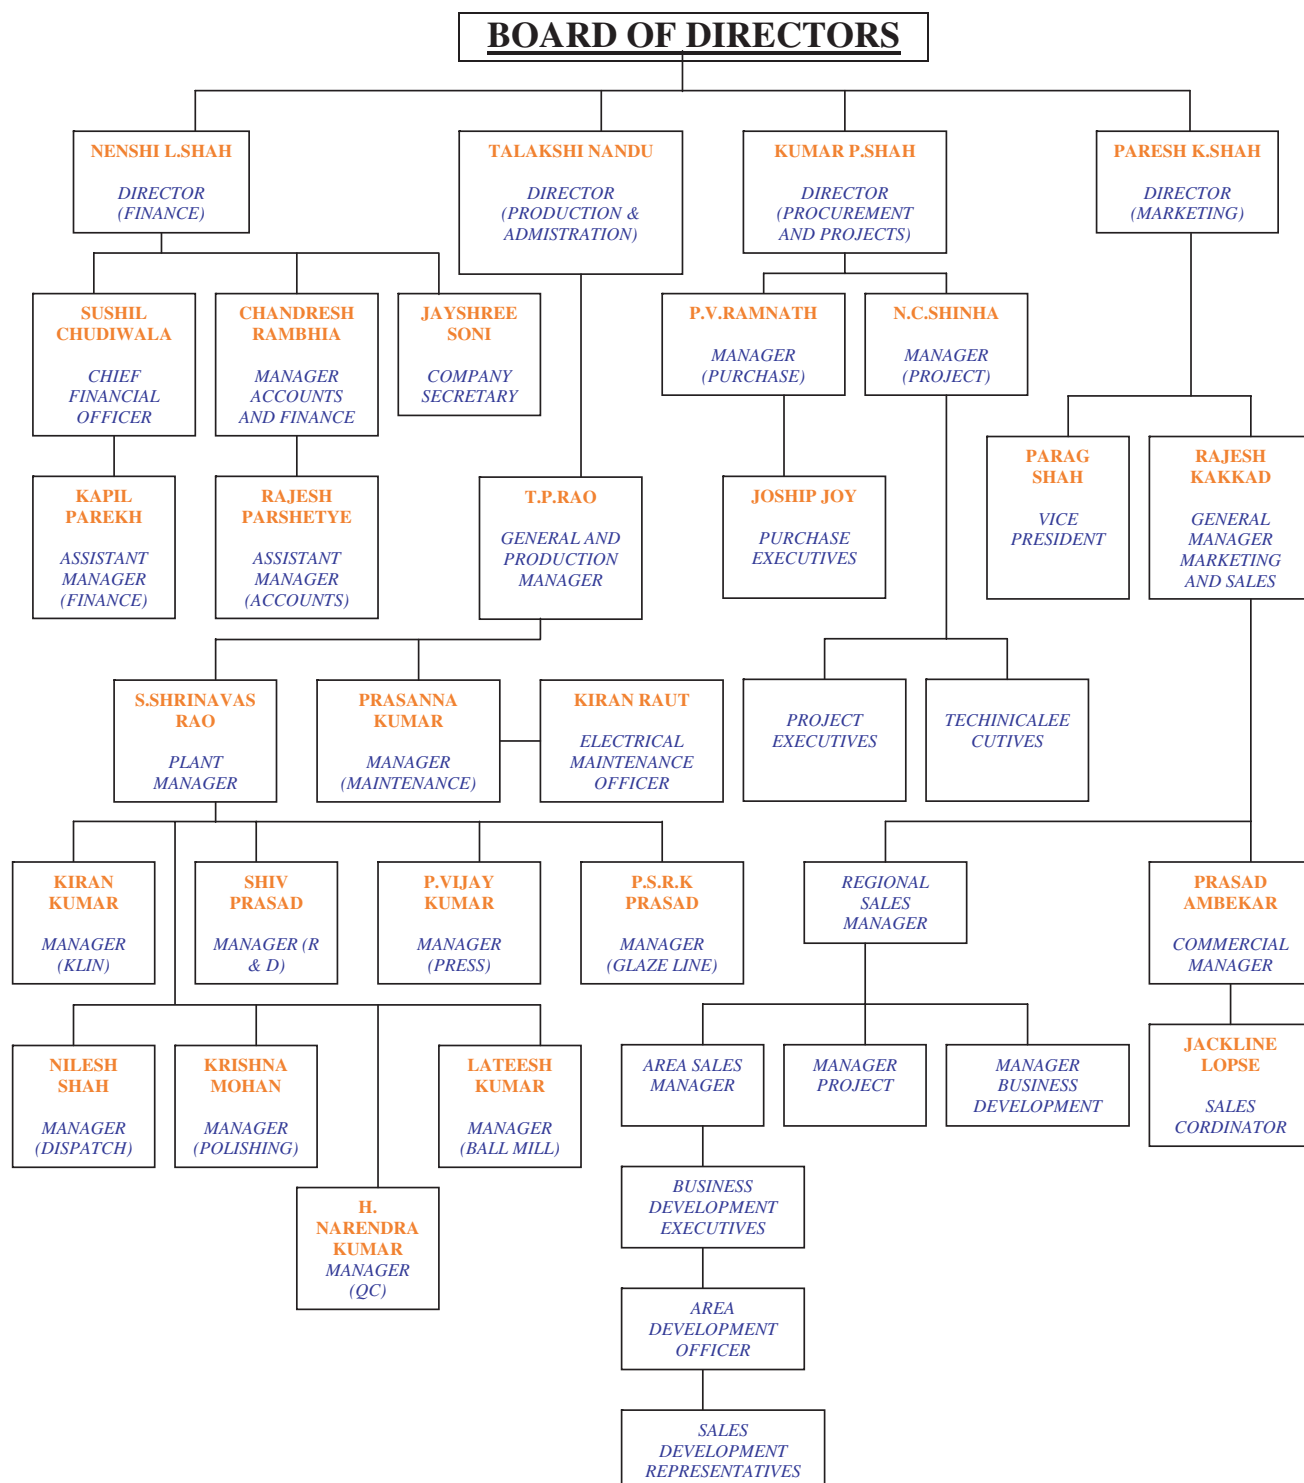 BOARD OF DIRECTORS
NENSHI L.SHAH
DIRECTOR
(FINANCE)
TALAKSHI NANDU
DIRECTOR
(PRODUCTION &
ADMISTRATION)
KUMAR P.SHAH
DIRECTOR
(PROCUREMENT
AND PROJECTS)
PARESH K.SHAH
DIRECTOR
(MARKETING)
SUSHIL
CHUDIWALA
CHIEF
FINANCIAL
OFFICER
CHANDRESH
RAMBHIA
MANAGER
ACCOUNTS
AND FINANCE
JAYSHREE
SONI
COMPANY
SECRETARY
P.V.RAMNATH
MANAGER
(PURCHASE)
N.C.SHINHA
MANAGER
(PROJECT)
PARAG
SHAH
VICE
PRESIDENT
RAJESH
KAKKAD
GENERAL
MANAGER
MARKETING
AND SALES
KAPIL
PAREKH
ASSISTANT
MANAGER
(FINANCE)
RAJESH
PARSHETYE
ASSISTANT
MANAGER
(ACCOUNTS)
T.P.RAO
GENERAL AND
PRODUCTION
MANAGER
JOSHIP JOY
PURCHASE
EXECUTIVES
S.SHRINAVAS
RAO
PLANT
MANAGER
PRASANNA
KUMAR
MANAGER
(MAINTENANCE)
KIRAN RAUT
ELECTRICAL
MAINTENANCE
OFFICER
PROJECT
EXECUTIVES
TECHINICALEE
CUTIVES
KIRAN
KUMAR
MANAGER
(KLIN)
SHIV
PRASAD
MANAGER (R
& D)
P.VIJAY
KUMAR
MANAGER
(PRESS)
P.S.R.K
PRASAD
MANAGER
(GLAZE LINE)
REGIONAL
SALES
MANAGER
PRASAD
AMBEKAR
COMMERCIAL
MANAGER
NILESH
SHAH
MANAGER
(DISPATCH)
KRISHNA
MOHAN
MANAGER
(POLISHING)
LATEESH
KUMAR
MANAGER
(BALL MILL)
AREA SALES
MANAGER
MANAGER
PROJECT
MANAGER
BUSINESS
DEVELOPMENT
JACKLINE
LOPSE
SALES
CORDINATOR
H.
NARENDRA
KUMAR
MANAGER
(QC)
BUSINESS
DEVELOPMENT
EXECUTIVES
AREA
DEVELOPMENT
OFFICER
SALES
DEVELOPMENT
REPRESENTATIVES